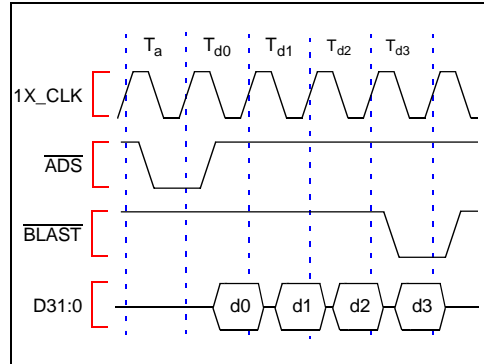 Ta Td0 Td1 Td2 Td3
1X_CLK
ADS
BLAST
D31:0 d0 d1 d2 d3